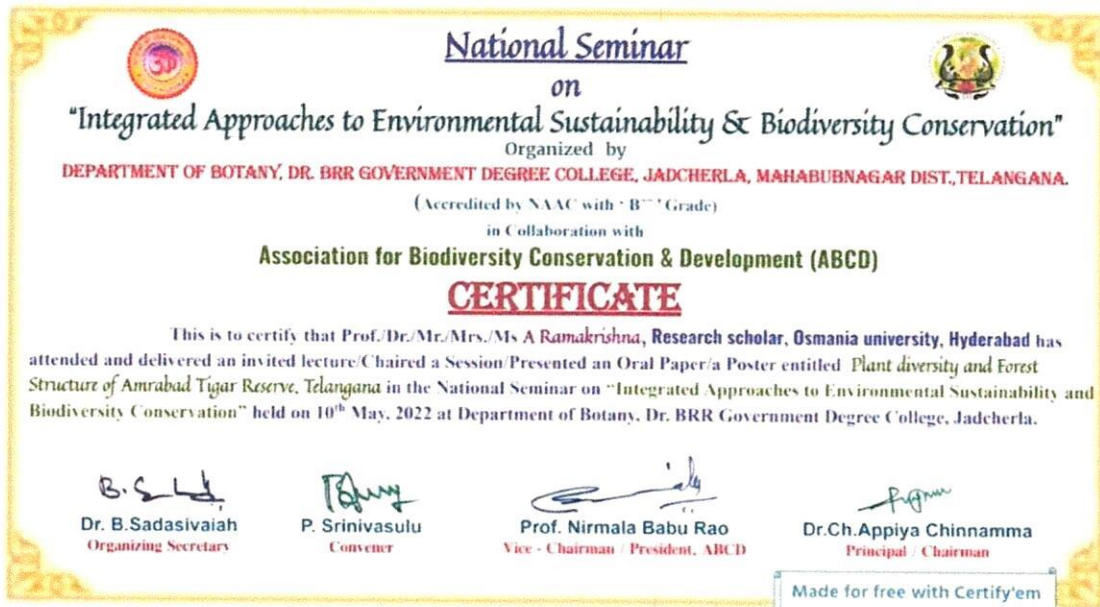 National Seminar
on
"Integrated Approaches to Environmental Sustainability & Biodiversity Conservation"
Organized by
DEPARTMENT OF BOTANY, DR. BRR GOVERNMENT DEGREE COLLEGE, JADCHERLA, MAHABUBNAGAR DIST.,TELANGANA.
(Accredited by NAAC with Grade)
in Collaboration with
Association for Biodiversity Conservation & Development (ABCD)
CERTIFICATE
This is to certify that Prof./Dr./Mr./Mrs./Ms A Ramakrishna, Research scholar, Osmania university, Hyderabad has
attended and delivered an invited lecture/Chaired a Session/Presented an Oral Paper/a Poster entitled Plant diversity and Forest
Structure of Amrabad Tigar Reserve, Telangana in the National Seminar on "Integrated Approaches to Environmental Sustainability and
Biodiversity Conservation" held on 10th May, 2022 at Department of Botany, Dr. BRR Government Degree College, Jadcherla.
Dr. B.Sadasivaiah P. Srinivasulu Prof. Nirmala Babu Rao Dr.Ch.Appiya Chinnamma
Organizing Secretary Convener Vice - Chairman / President, ABCD Principal / Chairman
Made for free with Certify'em